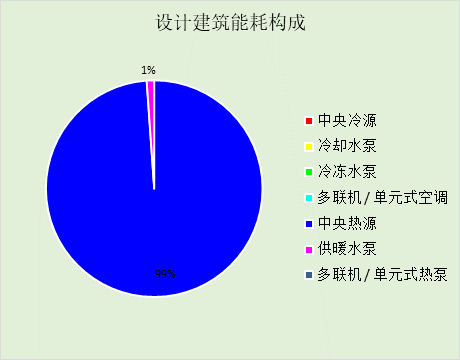 设计建筑能耗构成
1%
99%
中央冷源
冷却水泵
冷冻水泵
多联机/单元式空调
中央热源
供暖水泵
多联机/单元式热泵